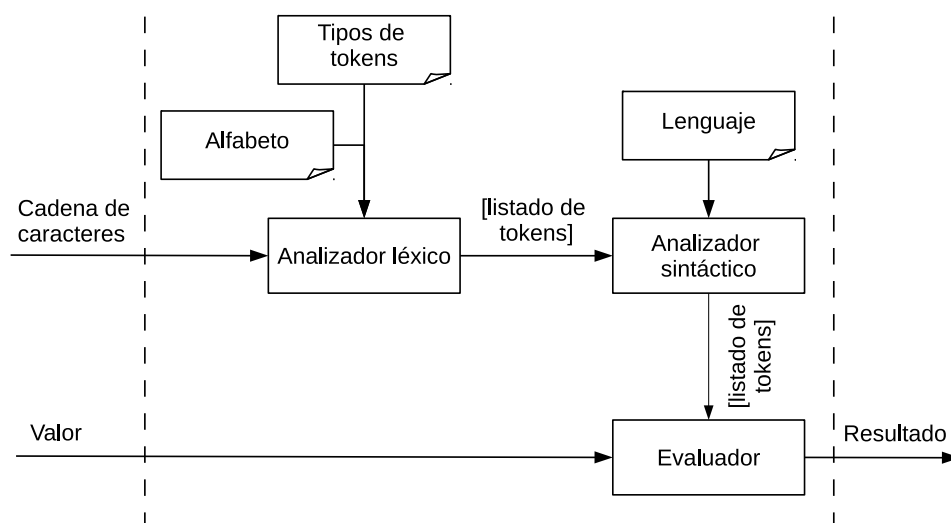 Tipos de
tokens
Alfabeto
Lenguaje
Cadena de
caracteres
[listado de
tokens]
Analizador léxico
Analizador
sintáctico
[listado de
tokens]
Valor
Evaluador
Resultado